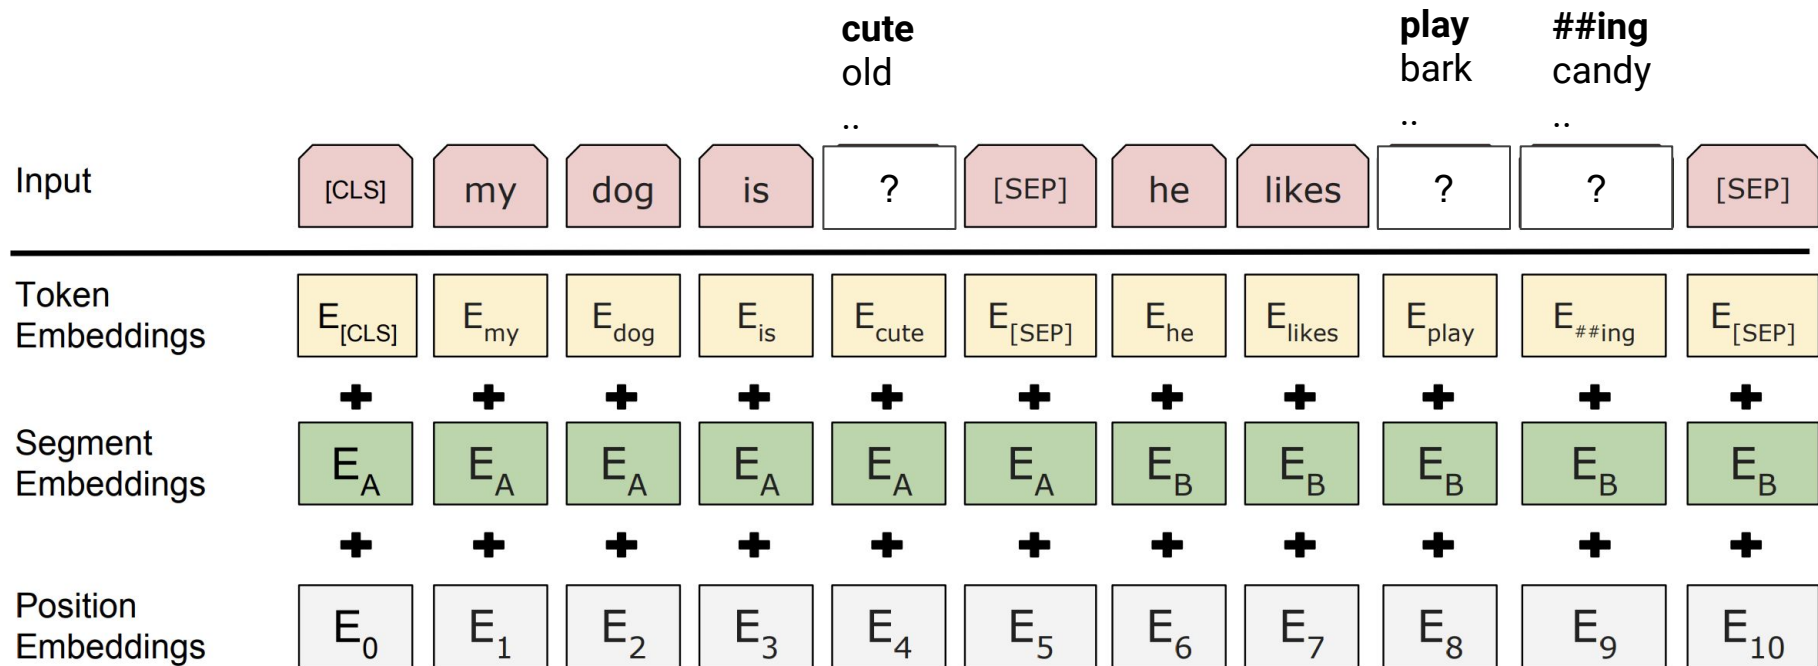 cute play ##ing
old bark candy
.. .. ..
Input [CLS] my dog is ? [SEP] he likes ? ? [SEP]
Token
Embeddings E[CLS] Emy Edog Eis Ecute E[SEP] Ehe Elikes Eplay E##ing E[SEP]
+ + + + + + + + + + +
Segment
Embeddings EA EA EA EA EA EA EB EB EB EB EB
+ + + + + + + + + + +
Position
Embeddings E0 E1 E2 E3 E4 E5 E6 E7 E8 E9 E10